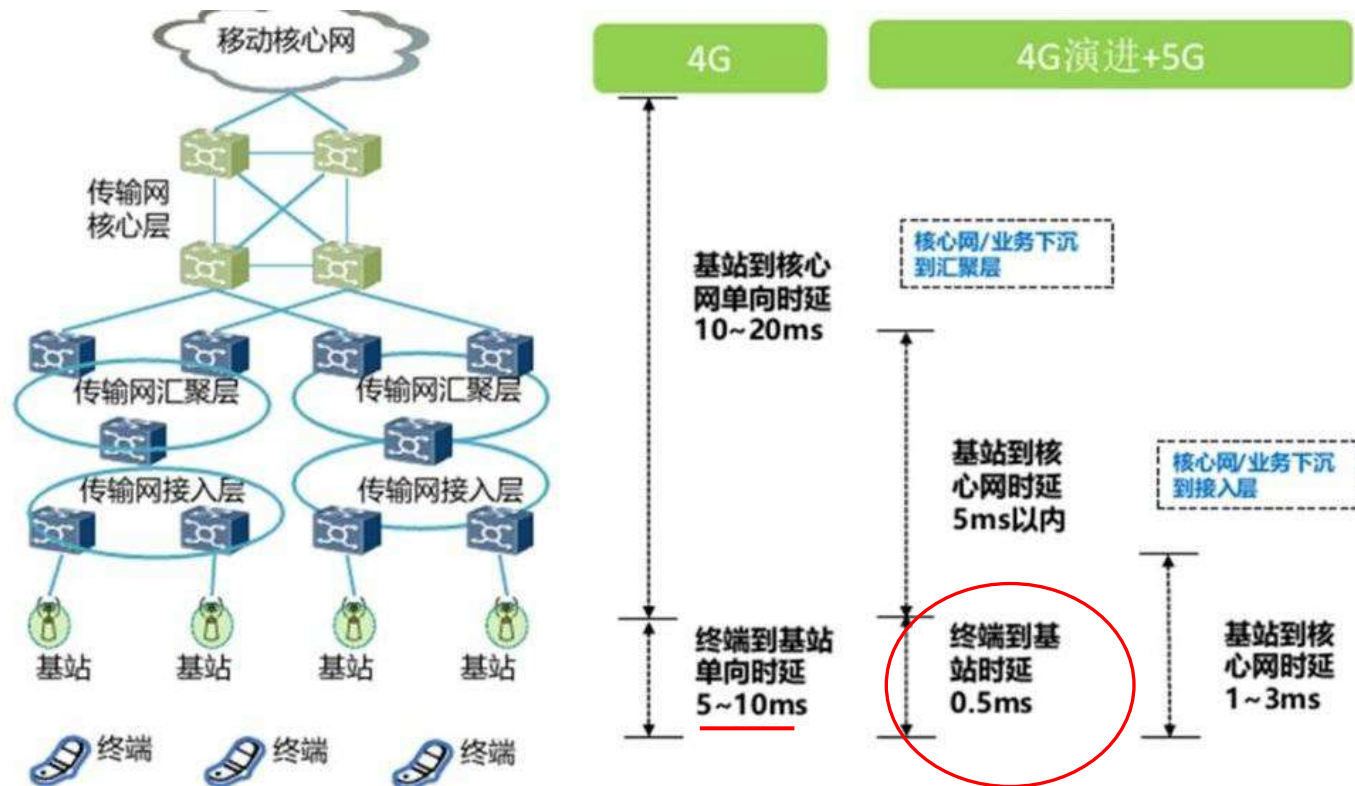 移动核心网
传输网
核心层
传输网汇聚层
传输网汇聚层
传输网接入层
传输网接入层
基站
基站
基站
基站
终端
终端
终端
4G
4G演进+5G
基站到核心
网单向时延
10~20ms
终端到基站
单向时延
5~10ms
核心网/业务下沉
到汇聚层
基站到核
心网时延
5ms以内
终端到基
站时延
0.5ms
核心网/业务下沉
到接入层
基站到核
心网时延
1~3ms